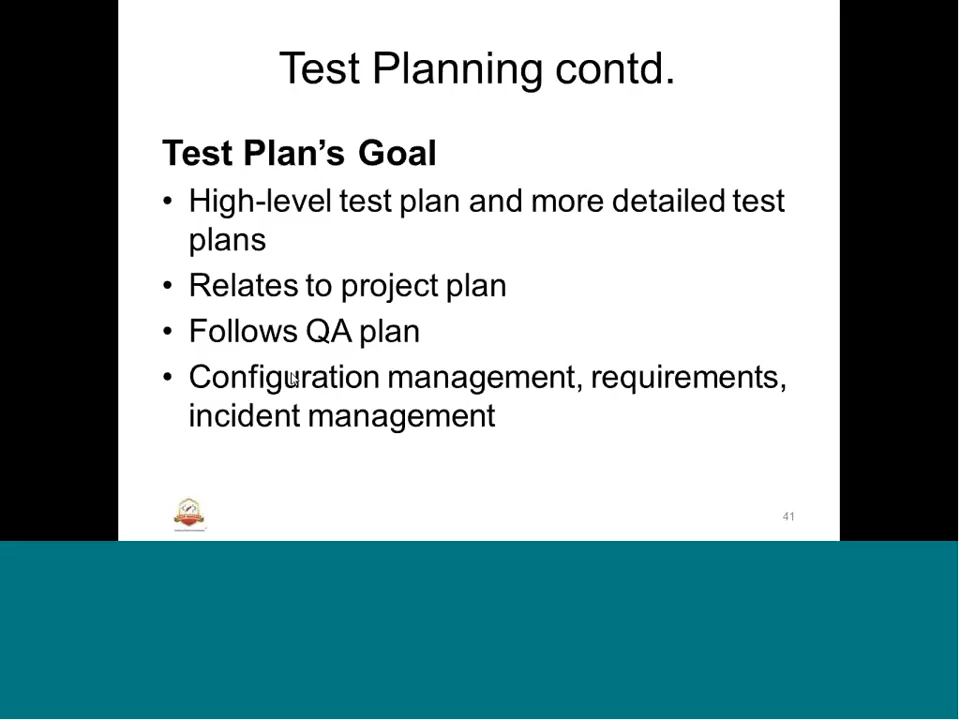 Test Planning contd.
Test Plan’s Goal
• High-level test plan and more detailed test
plans
• Relates to project plan
• Follows QA plan
• Configuration management, requirements,
incident management
41